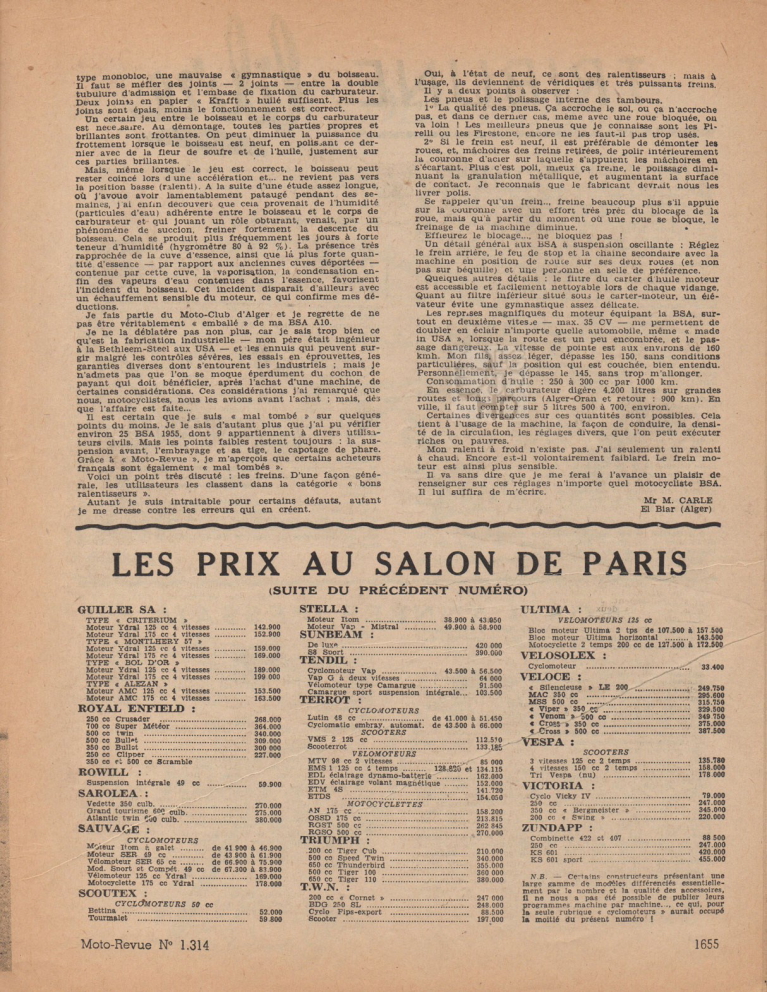 type monobloc, une mauvaise « gymnastique » du boisseau.
Il faut se méfier des joints — 2 joints — entre la double
tubulure d'admission et l'embase de fixation du carburateur.
Deux joints en papier « Krafft » huilé suffisent. Plus les
joints sont épais, moins le fonctionnement est correct.
Un certain jeu entre le boisseau et le corps du carburateur
est nécessaire. Au démontage, toutes les parties propres et
brillantes sont frottantes. On peut diminuer la puissance du
frottement lorsque le boisseau est neuf, en polissant ce der-
nier avec de la fleur de soufre et de l'huile, justement sur
ces parties brillantes.
Mais, même lorsque le jeu est correct, le boisseau peut
rester coincé lors d'une accélération et... ne revient pas vers
la position basse (ralenti). A la suite d'une étude assez longue,
où j'avoue avoir lamentablement pataugé pendant des se-
maines, j'ai enfin découvert que cela provenait de l'humidité
(particules d'eau) adhérente entre le boisseau et le corps de
carburateur et qui jouant un rôle obturant, venait, par un
phénomène de succion, freiner fortement la descente du
boisseau. Cela se produit plus fréquemment les jours à forte
teneur d'humidité (hygromètre 80 à 92 %). La présence très
rapprochée de la cuve d'essence, ainsi que la plus forte quan-
tité d'essence — par rapport aux anciennes cuves déportées —
contenue par cette cuve, la vaporisation, la condensation en-
fin des vapeurs d'eau contenues dans l'essence, favorisent
l'incident du boisseau. Cet incident disparaît d'ailleurs avec
un échauffement sensible du moteur, ce qui confirme mes dé-
ductions.
Je fais partie du Moto-Club d'Alger et je regrette de ne
pas être véritablement « emballé » de ma BSA A10.
Je ne la déblatère pas non plus, car je sais trop bien ce
qu'est la fabrication industrielle — mon père était ingénieur
à la Bethleem-Steel aux USA — et les ennuis qui peuvent sur-
gir malgré les contrôles sévères, les essais en éprouvettes, les
garanties diverses dont s'entourent les industriels ; mais je
n'admets pas que l'on se moque éperdument du cochon de
payant qui doit bénéficier, après l'achat d'une machine, de
certaines considérations. Ces considérations j'ai remarqué que
nous, motocyclistes, nous les avions avant l'achat ; mais, dès
que l'affaire est faite...
Il est certain que je suis « mal tombé » sur quelques
points du moins. Je le sais d'autant plus que j'ai pu vérifier
environ 25 BSA 1955, dont 9 appartiennent à divers utilisa-
teurs civils. Mais les points faibles restent toujours : la sus-
pension avant, l'embrayage et sa tige, le capotage de phare.
Grâce à « Moto-Revue », je m'aperçois que certains acheteurs
français sont également « mal tombés ».
Voici un point très discuté : les freins. D'une façon géné-
rale, les utilisateurs les classent dans la catégorie « bons
ralentisseurs ».
Autant je suis intraitable pour certains défauts, autant
je me dresse contre les erreurs qui en créent.
Oui, à l'état de neuf, ce sont des ralentisseurs ; mais à
l'usage, ils deviennent de véridiques et très puissants freins.
Il y a deux points à observer :
Les pneus et le polissage interne des tambours.
1° La qualité des pneus. Ça accroche le sol, ou ça n'accroche
pas, et dans ce dernier cas, même avec une roue bloquée, ou
va loin ! Les meilleurs pneus que je connaisse sont les Pi-
relli ou les Firestone, encore ne les faut-il pas trop usés.
2° Si le frein est neuf, il est préférable de démonter les
roues, et, mâchoires des freins retirées, de polir intérieurement
la couronne d'acier sur laquelle s'appuient les mâchoires en
s'écartant. Plus c'est poli, mieux ça freine, le polissage dimi-
nuant la granulation métallique, et augmentant la surface
de contact. Je reconnais que le fabricant devrait nous les
livrer polis.
Se rappeler qu'un frein... freine beaucoup plus s'il appuie
sur la couronne avec un effort très près du blocage de la
roue, mais qu'à partir du moment où une roue se bloque, le
freinage de la machine diminue.
Effleurez le blocage..., ne bloquez pas !
Un détail général aux BSA à suspension oscillante : Réglez
le frein arrière, le feu de stop et la chaîne secondaire avec la
machine en position de route sur ses deux roues (et non
pas sur béquille) et une personne en selle de préférence.
Quelques autres détails : le filtre du carter d'huile moteur
est accessible et facilement nettoyable lors de chaque vidange.
Quant au filtre inférieur situé sous le carter-moteur, un élé-
vateur évite une gymnastique assez délicate.
Les reprises magnifiques du moteur équipant la BSA, sur-
tout en deuxième vitesse — max. 35 CV — me permettent de
doubler en éclair n'importe quelle automobile, même « made
in USA », lorsque la route est un peu encombrée, et le pas-
sage dangereux. La vitesse de pointe est aux environs de 160
kmh. Mon fils, assez léger, dépasse les 150, sans conditions
particulières, sauf la position qui est couchée, bien entendu.
Personnellement, je dépasse le 145, sans trop m'allonger.
Consommation d'huile : 250 à 300 cc par 1000 km.
En essence, le carburateur digère 4.200 litres sur grandes
routes et longs parcours (Alger-Oran et retour : 900 km). En
ville, il faut compter sur 5 litres 500 à 700, environ.
Certaines divergences sur ces quantités sont possibles. Cela
tient à l'usage de la machine, la façon de conduire, la densi-
té de la circulation, les réglages divers, que l'on peut exécuter
riches ou pauvres.
Mon ralenti à froid n'existe pas. J'ai seulement un ralenti
à chaud. Encore est-il volontairement faiblard. Le frein mo-
teur est ainsi plus sensible.
Il va sans dire que je me ferai à l'avance un plaisir de
renseigner sur ces réglages n'importe quel motocycliste BSA.
Il lui suffira de m'écrire.
Mr M. CARLE
El Biar (Alger)
LES PRIX AU SALON DE PARIS
(SUITE DU PRÉCÉDENT NUMÉRO)
GUILLER SA :
TYPE « CRITERIUM »
Moteur Ydral 125 cc 4 vitesses ........... 142.900
Moteur Ydral 175 cc 4 vitesses ........... 152.900
TYPE « MONTLHERY 57 »
Moteur Ydral 125 cc 4 vitesses ........... 159.000
Moteur Ydral 175 cc 4 vitesses ........... 169.000
TYPE « BOL D'OR »
Moteur Ydral 125 cc 4 vitesses ........... 189.000
Moteur Ydral 175 cc 4 vitesses ........... 199.000
TYPE « ALEZAN »
Moteur AMC 125 cc 4 vitesses ........... 153.500
Moteur AMC 175 cc 4 vitesses ........... 163.500
ROYAL ENFIELD :
250 cc Crusader ........... 268.000
700 cc Super Météor ........... 364.000
500 cc twin ........... 340.000
500 cc Bullet ........... 309.000
350 cc Bullet ........... 300 000
250 cc Clipper ........... 227.000
350 cc et 500 cc Scramble
ROWILL :
Suspension intégrale 49 cc ........... 59.900
SAROLEA :
Vedette 350 culb. ........... 270.000
Grand tourisme 600 culb. ........... 275.000
Atlantic twin 500 culb. ........... 380.000
SAUVAGE :
CYCLOMOTEURS
Moteur Itom à galet ........... de 41.900 à 46.900
Moteur SER 49 cc ........... de 43.900 à 61.900
Vélomoteur SER 65 cc ........... de 66.900 à 75.900
Mod. Sport et Compét. 49 cc de 67.300 à 81.900
Vélomoteur 125 cc Ydral ........... 169.000
Motocyclette 175 cc Ydral ........... 178.000
SCOUTEX :
CYCLOMOTEURS 50 cc
Bettina ........... 52.000
Tourmalet ........... 59 800
STELLA :
Moteur Itom ........... 38.900 à 43.950
Moteur Vap - Mistral ........... 49.900 à 58.900
SUNBEAM :
De luxe ........... 420 000
S8 Sport ........... 390.000
TENDIL :
Cyclomoteur Vap ........... 43.500 à 56.500
Vap G à deux vitesses ........... 64 000
Vélomoteur type Camargue ........... 91.500
Camargue sport suspension intégrale... 102.500
TERROT :
CYCLOMOTEURS
Lutin 48 cc ........... de 41.000 à 51.450
Cyclomatic embray. automat. de 43.500 à 66.000
SCOOTERS
VMS 2 125 cc ........... 112.510
Scooterrot ........... 133.185
VELOMOTEURS
MTV 98 cc 2 vitesses ........... 85 000
EMS 1 125 cc 4 temps ........... 128.820 et 134.115
EDL éclairage dynamo-batterie ........... 162.600
EDV éclairage volant magnétique ........... 152.000
ETM 4S ........... 141.720
ETDS ........... 154.050
MOTOCYCLETTES
AN 175 cc ........... 158.200
OSSD 175 cc ........... 213.815
RGST 500 cc ........... 262 845
RGSO 500 cc ........... 270.000
TRIUMPH :
200 cc Tiger Cub ........... 210.000
500 cc Speed Twin ........... 340.000
650 cc Thunderbird ........... 355.000
500 cc Tiger 100 ........... 360 000
650 cc Tiger 110 ........... 380.000
T.W.N. :
200 cc « Cornet » ........... 247 000
BDG 250 SL ........... 248.000
Cyclo Fips-export ........... 88.500
Scooter ........... 197.000
ULTIMA :
VELOMOTEURS 125 cc
Bloc moteur Ultima 2 tps de 107.500 à 157.500
Bloc moteur Ultima horizontal ........ 143.500
Motocyclette 2 temps 200 cc de 127.500 à 172.500
VELOSOLEX :
Cyclomoteur ........... 33.400
VELOCE :
« Silencieuse » LE 200 ........... 249.750
MAC 350 cc ........... 295.600
MSS 500 cc ........... 315.750
« Viper » 350 cc ........... 329.500
« Venom » 500 cc ........... 349 750
« Cross » 350 cc ........... 375.000
« Cross » 500 cc ........... 387.500
VESPA :
SCOOTERS
3 vitesses 125 cc 2 temps ........... 135.780
4 vitesses 150 cc 2 temps ........... 158.000
Tri Vespa (nu) ........... 178 000
VICTORIA :
Cyclo Vicky IV ........... 79.000
250 cc ........... 247.000
350 cc « Bergmeister » ........... 345.000
200 cc « Swing » ........... 220.000
ZUNDAPP :
Combinette 422 et 407 ........... 88 500
250 cc ........... 247.000
KS 601 ........... 420.000
KS 601 sport ........... 455.000
N.B. — Certains constructeurs présentant une
large gamme de modèles différenciés essentielle-
ment par le nombre et la qualité des accessoires,
il ne nous a pas été possible de publier leurs
programmes machine par machine..., ce qui, pour
la seule rubrique « cyclomoteurs » aurait occupé
la moitié du présent numéro !
Moto-Revue N° 1.314
1655